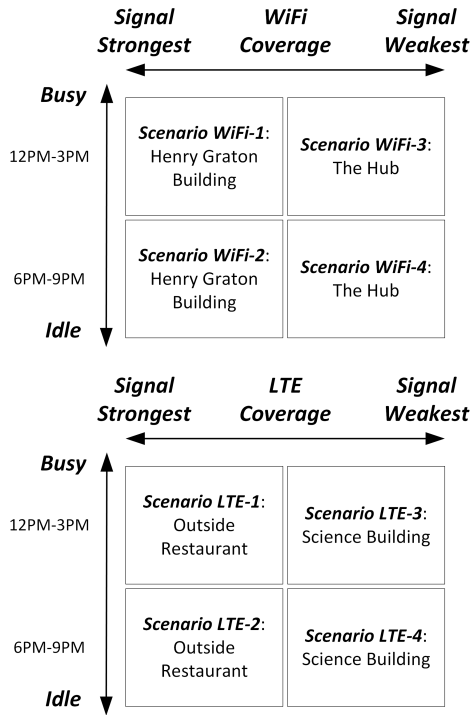 Signal WiFi Signal
Strongest Coverage Weakest
Busy
12PM-3PM
Scenario WiFi-1:
Henry Graton
Building
Scenario WiFi-3:
The Hub
6PM-9PM
Scenario WiFi-2:
Henry Graton
Building
Scenario WiFi-4:
The Hub
Idle
Signal LTE Signal
Strongest Coverage Weakest
Busy
12PM-3PM
Scenario LTE-1:
Outside
Restaurant
Scenario LTE-3:
Science Building
6PM-9PM
Scenario LTE-2:
Outside
Restaurant
Scenario LTE-4:
Science Building
Idle